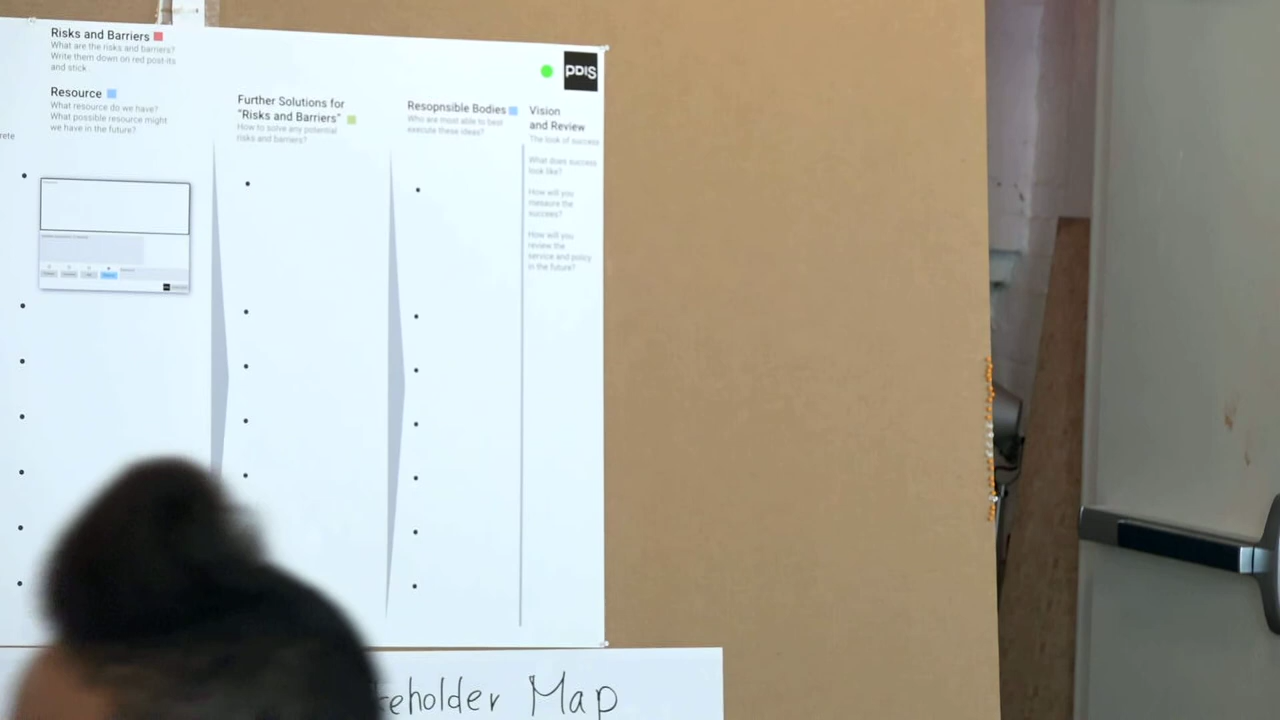 Risks and Barriers
What are the risks and barriers?
Write them down on red post-its
and stick
Resource
What resource do we have?
What possible resource might
we have in the future?
rete
Further Solutions for
"Risks and Barriers"
How to solve any potential
risks and barriers?
PDIS
Resopnsible Bodies
Who are most able to best
execute these ideas?
Vision
and Review
The look of success
What does success
look like?
How will you
measure the
success?
How will you
review the
service and policy
in the future?
keholder Map